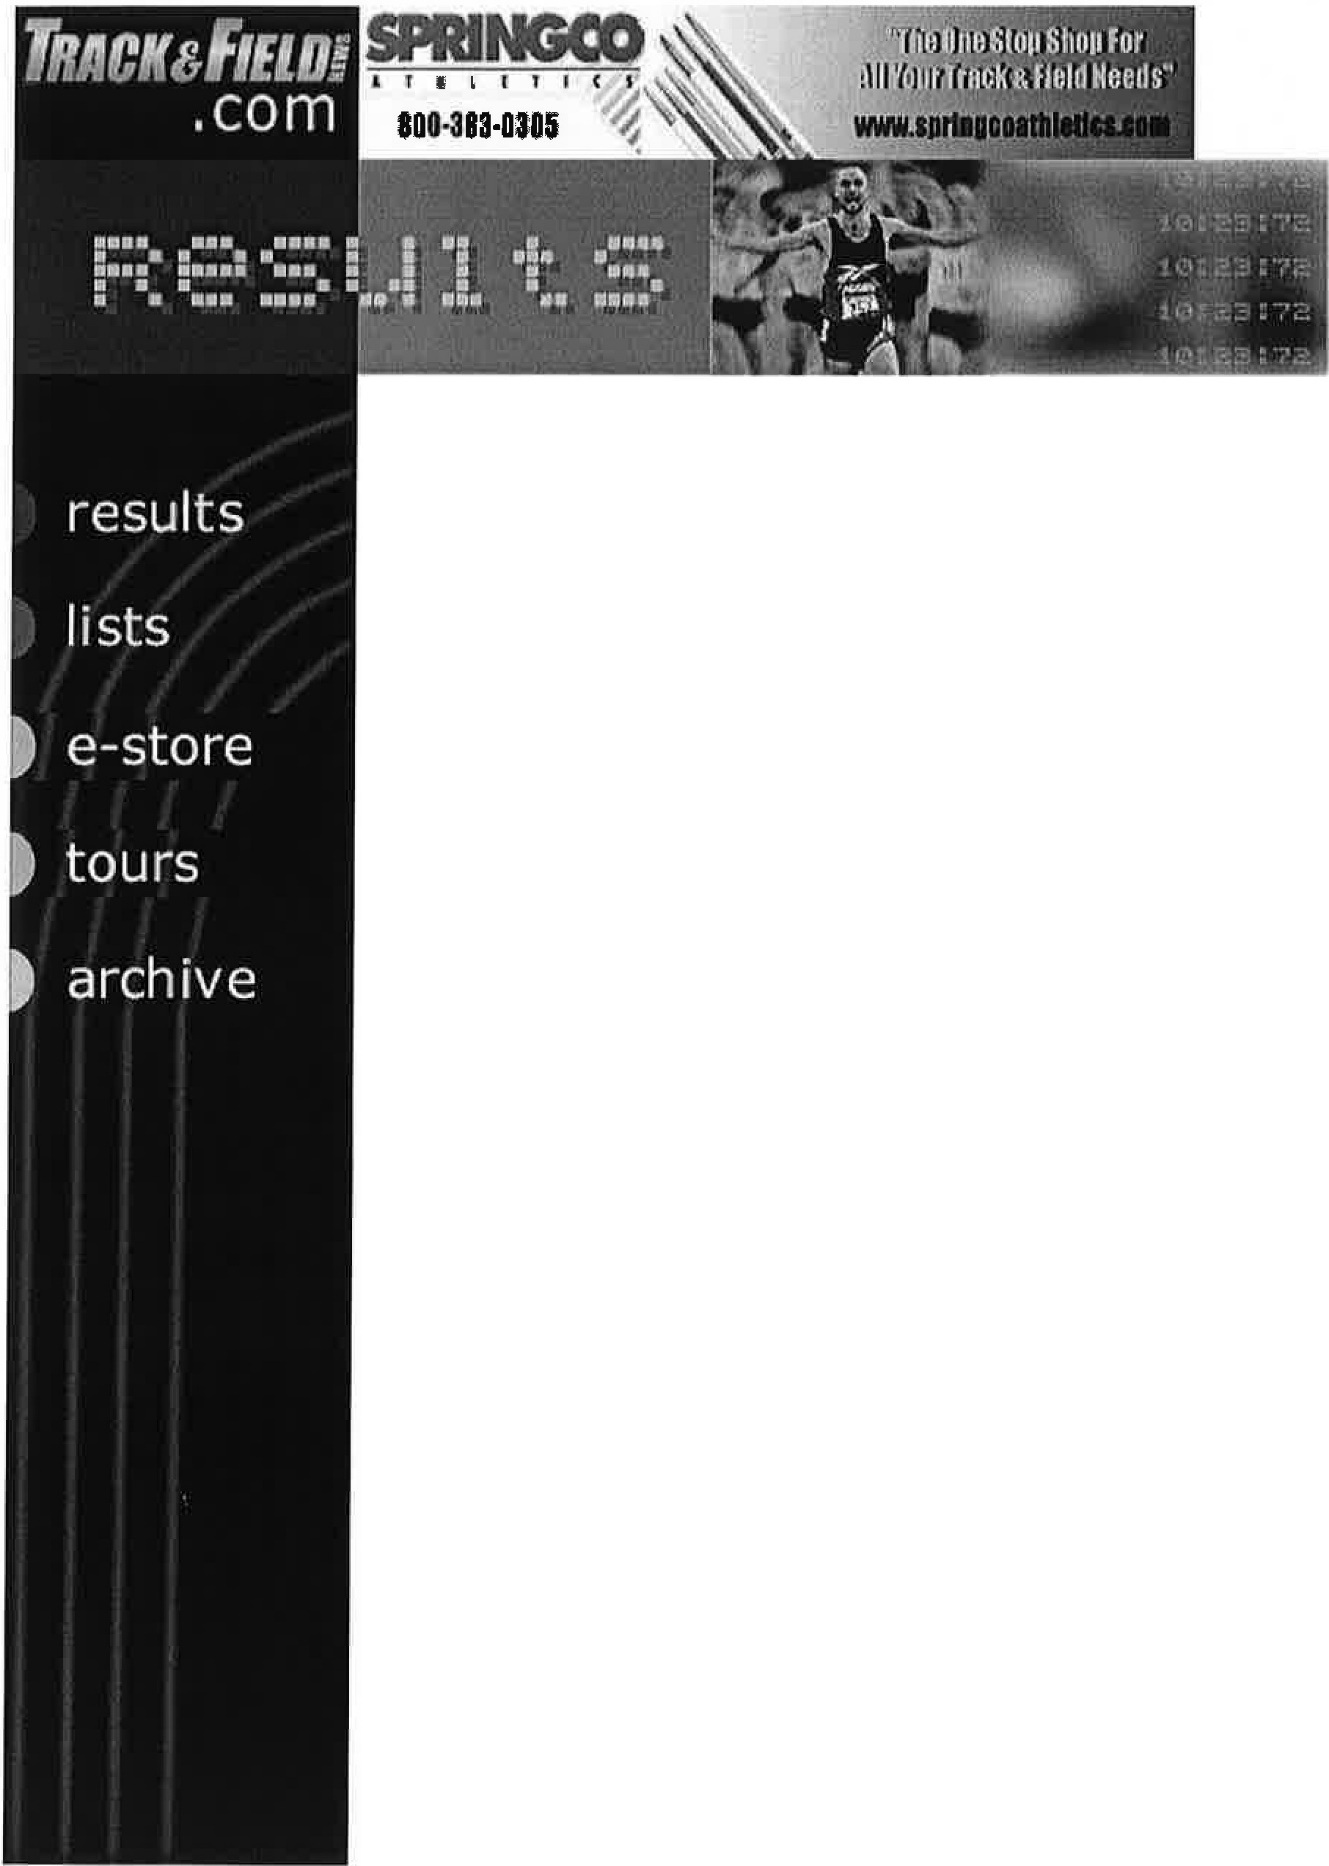 TRACK & FIELD NEWS
.com
SPRINGCO
ATHLETICS
800-383-0305
"The One Stop Shop For
All Your Track & Field Needs"
www.springcoathletics.com
Results
10:23:72
10:23:72
10:23:72
10:23:72
results
lists
e-store
tours
archive